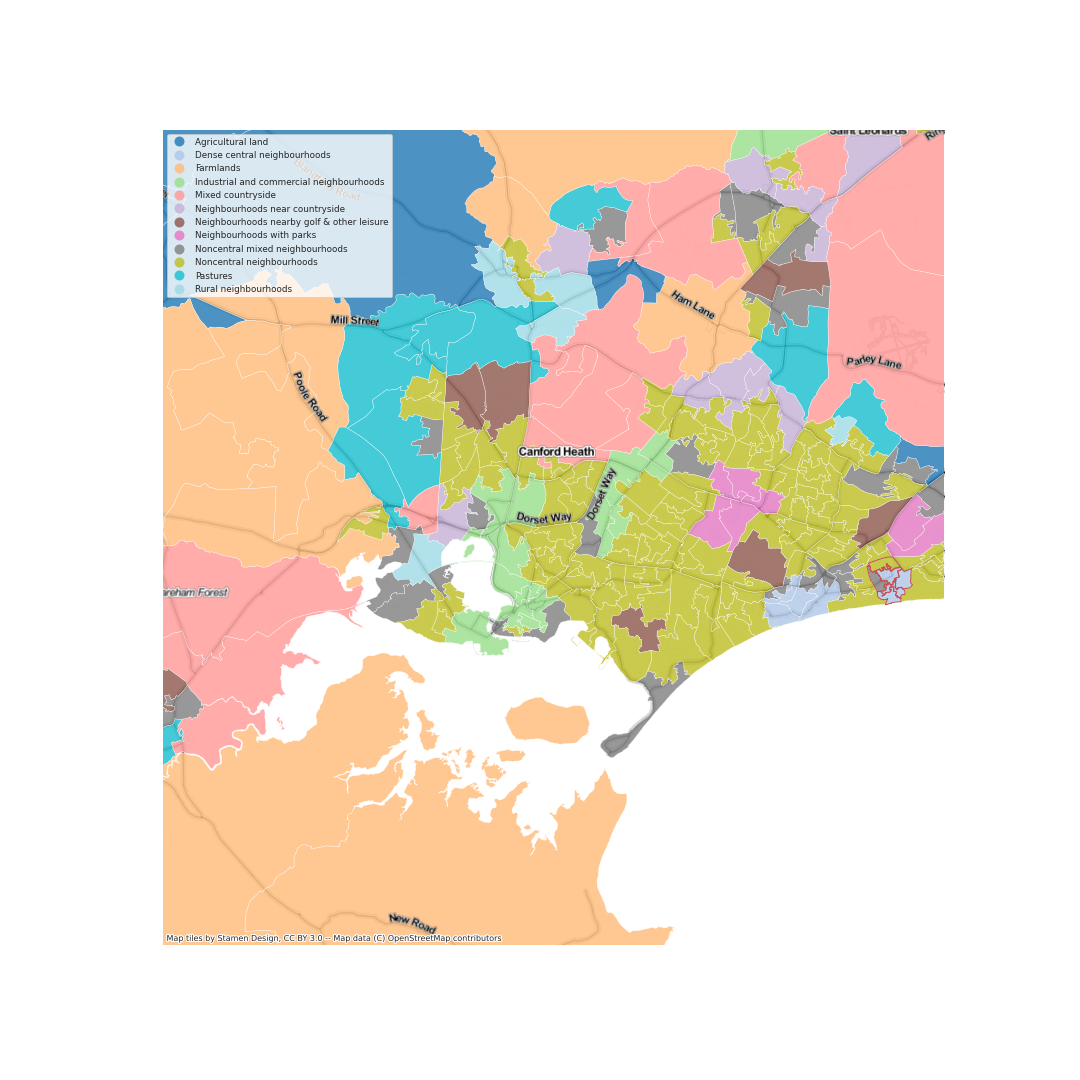 Saint Leonards
Agricultural land
Dense central neighbourhoods
Farmlands
Industrial and commercial neighbourhoods
Mixed countryside
Neighbourhoods near countryside
Neighbourhoods nearby golf & other leisure
Neighbourhoods with parks
Noncentral mixed neighbourhoods
Noncentral neighbourhoods
Pastures
Rural neighbourhoods
Ham Lane
Mill Street
Parley Lane
Poole Road
Canford Heath
Dorset Way
Dorset Way
areham Forest
New Road
Map tiles by Stamen Design, CC BY 3.0 -- Map data (C) OpenStreetMap contributors